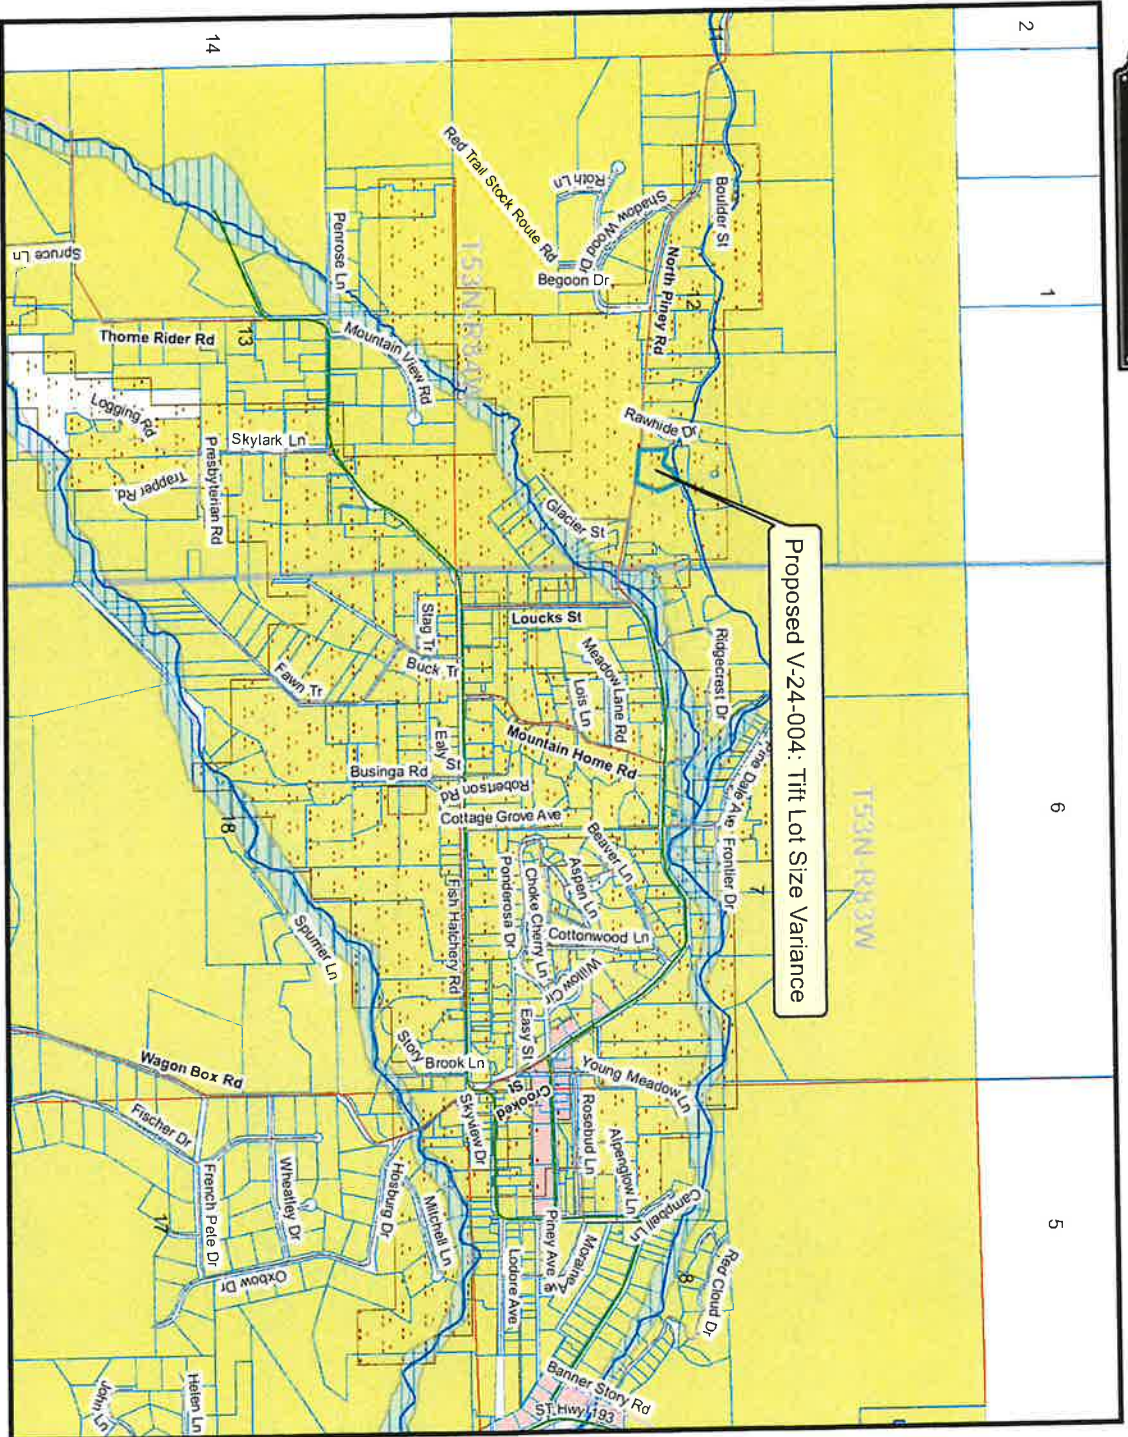 Proposed V-24-004: Tift Lot Size Variance
2
1
6
5
T53N-R83W
T53N-R84W
11
12
7
8
14
13
18
17
Boulder St
North Piney Rd
Rawhide Dr
Roth Ln
Shadow Wood Dr
Begoon Dr
Red Trail Stock Route Rd
Penrose Ln
Mountain View Rd
Spruce Ln
Thorne Rider Rd
Logging Rd
Skylark Ln
Presbyterian Rd
Trapper Rd
Glacier St
Loucks St
Ridgecrest Dr
Meadow Lane Rd
Lois Ln
Mountain Home Rd
Pine Dale Ave
Frontier Dr
Stag Tr
Buck Tr
Fawn Tr
Ealy St
Businga Rd
Robertson Rd
Cottage Grove Ave
Beaver Ln
Aspen Ln
Choke Cherry Ln
Ponderosa Dr
Cottonwood Ln
Willow Cir
Fish Hatchery Rd
Easy St
Spurrier Ln
Story Brook Ln
Crooked St
Skyview Dr
Young Meadow Ln
Rosebud Ln
Alpenglow Ln
Campbell Ln
Piney Ave
Moraine Ave
Red Cloud Dr
Lodore Ave
Banner Story Rd
ST Hwy 193
Wagon Box Rd
Fischer Dr
French Pete Dr
Wheatley Dr
Hosburg Dr
Mitchell Ln
Oxbow Dr
Helen Ln
John Ln